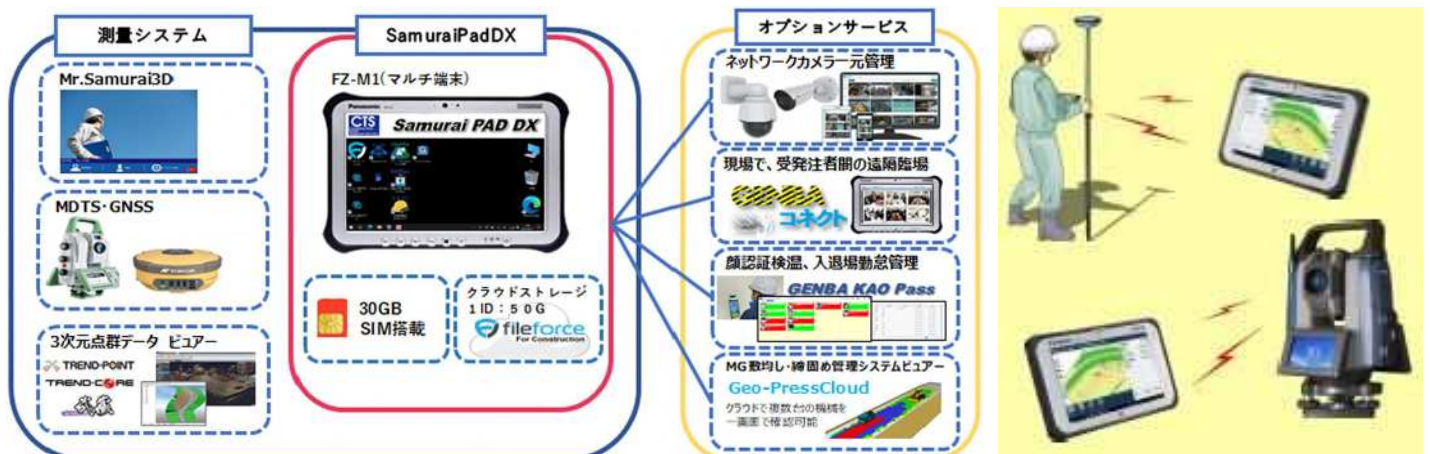 測量システム
Mr.Samurai3D
MDTS・GNSS
3次元点群データ ビュアー
TREND-POINT
TREND-CORE
SamuraiPadDX
FZ-M1(マルチ端末)
Panasonic
CTS
Samurai PAD DX
30GB
SIM搭載
クラウドストレージ
1ID:50G
fileforce
For Construction
オプションサービス
ネットワークカメラ一元管理
現場で、受発注者間の遠隔臨場
コネクト
顔認証検温、入退場勤怠管理
GENBA KAO Pass
MG敷均し・締固め管理システムビュアー
Geo-PressCloud
クラウドで複数台の機械を
一画面で確認可能